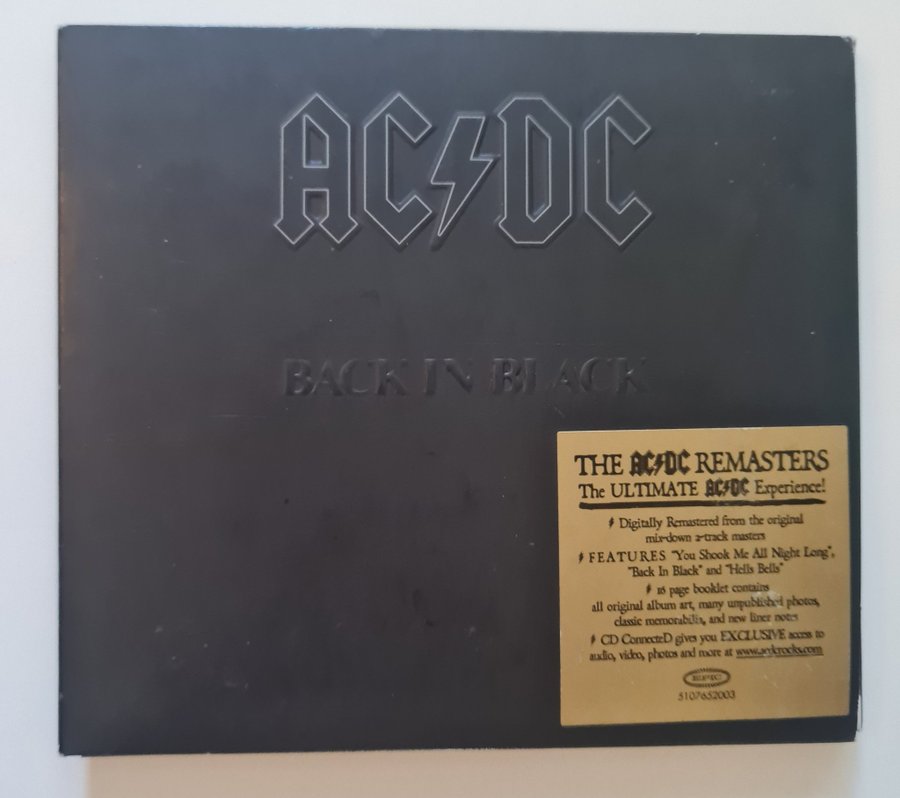 AC⚡DC
BACK IN BLACK
THE AC⚡DC REMASTERS
The ULTIMATE AC⚡DC Experience!
Digitally Remastered from the original
mix-down 2-track masters
FEATURES "You Shook Me All Night Long",
"Back In Black" and "Hells Bells"
16 page booklet contains
all original album art, many unpublished photos,
classic memorabilia, and new liner notes
CD ConnecteD gives you EXCLUSIVE access to
audio, video, photos and more at www.acdcrocks.com
EPIC
5107652003